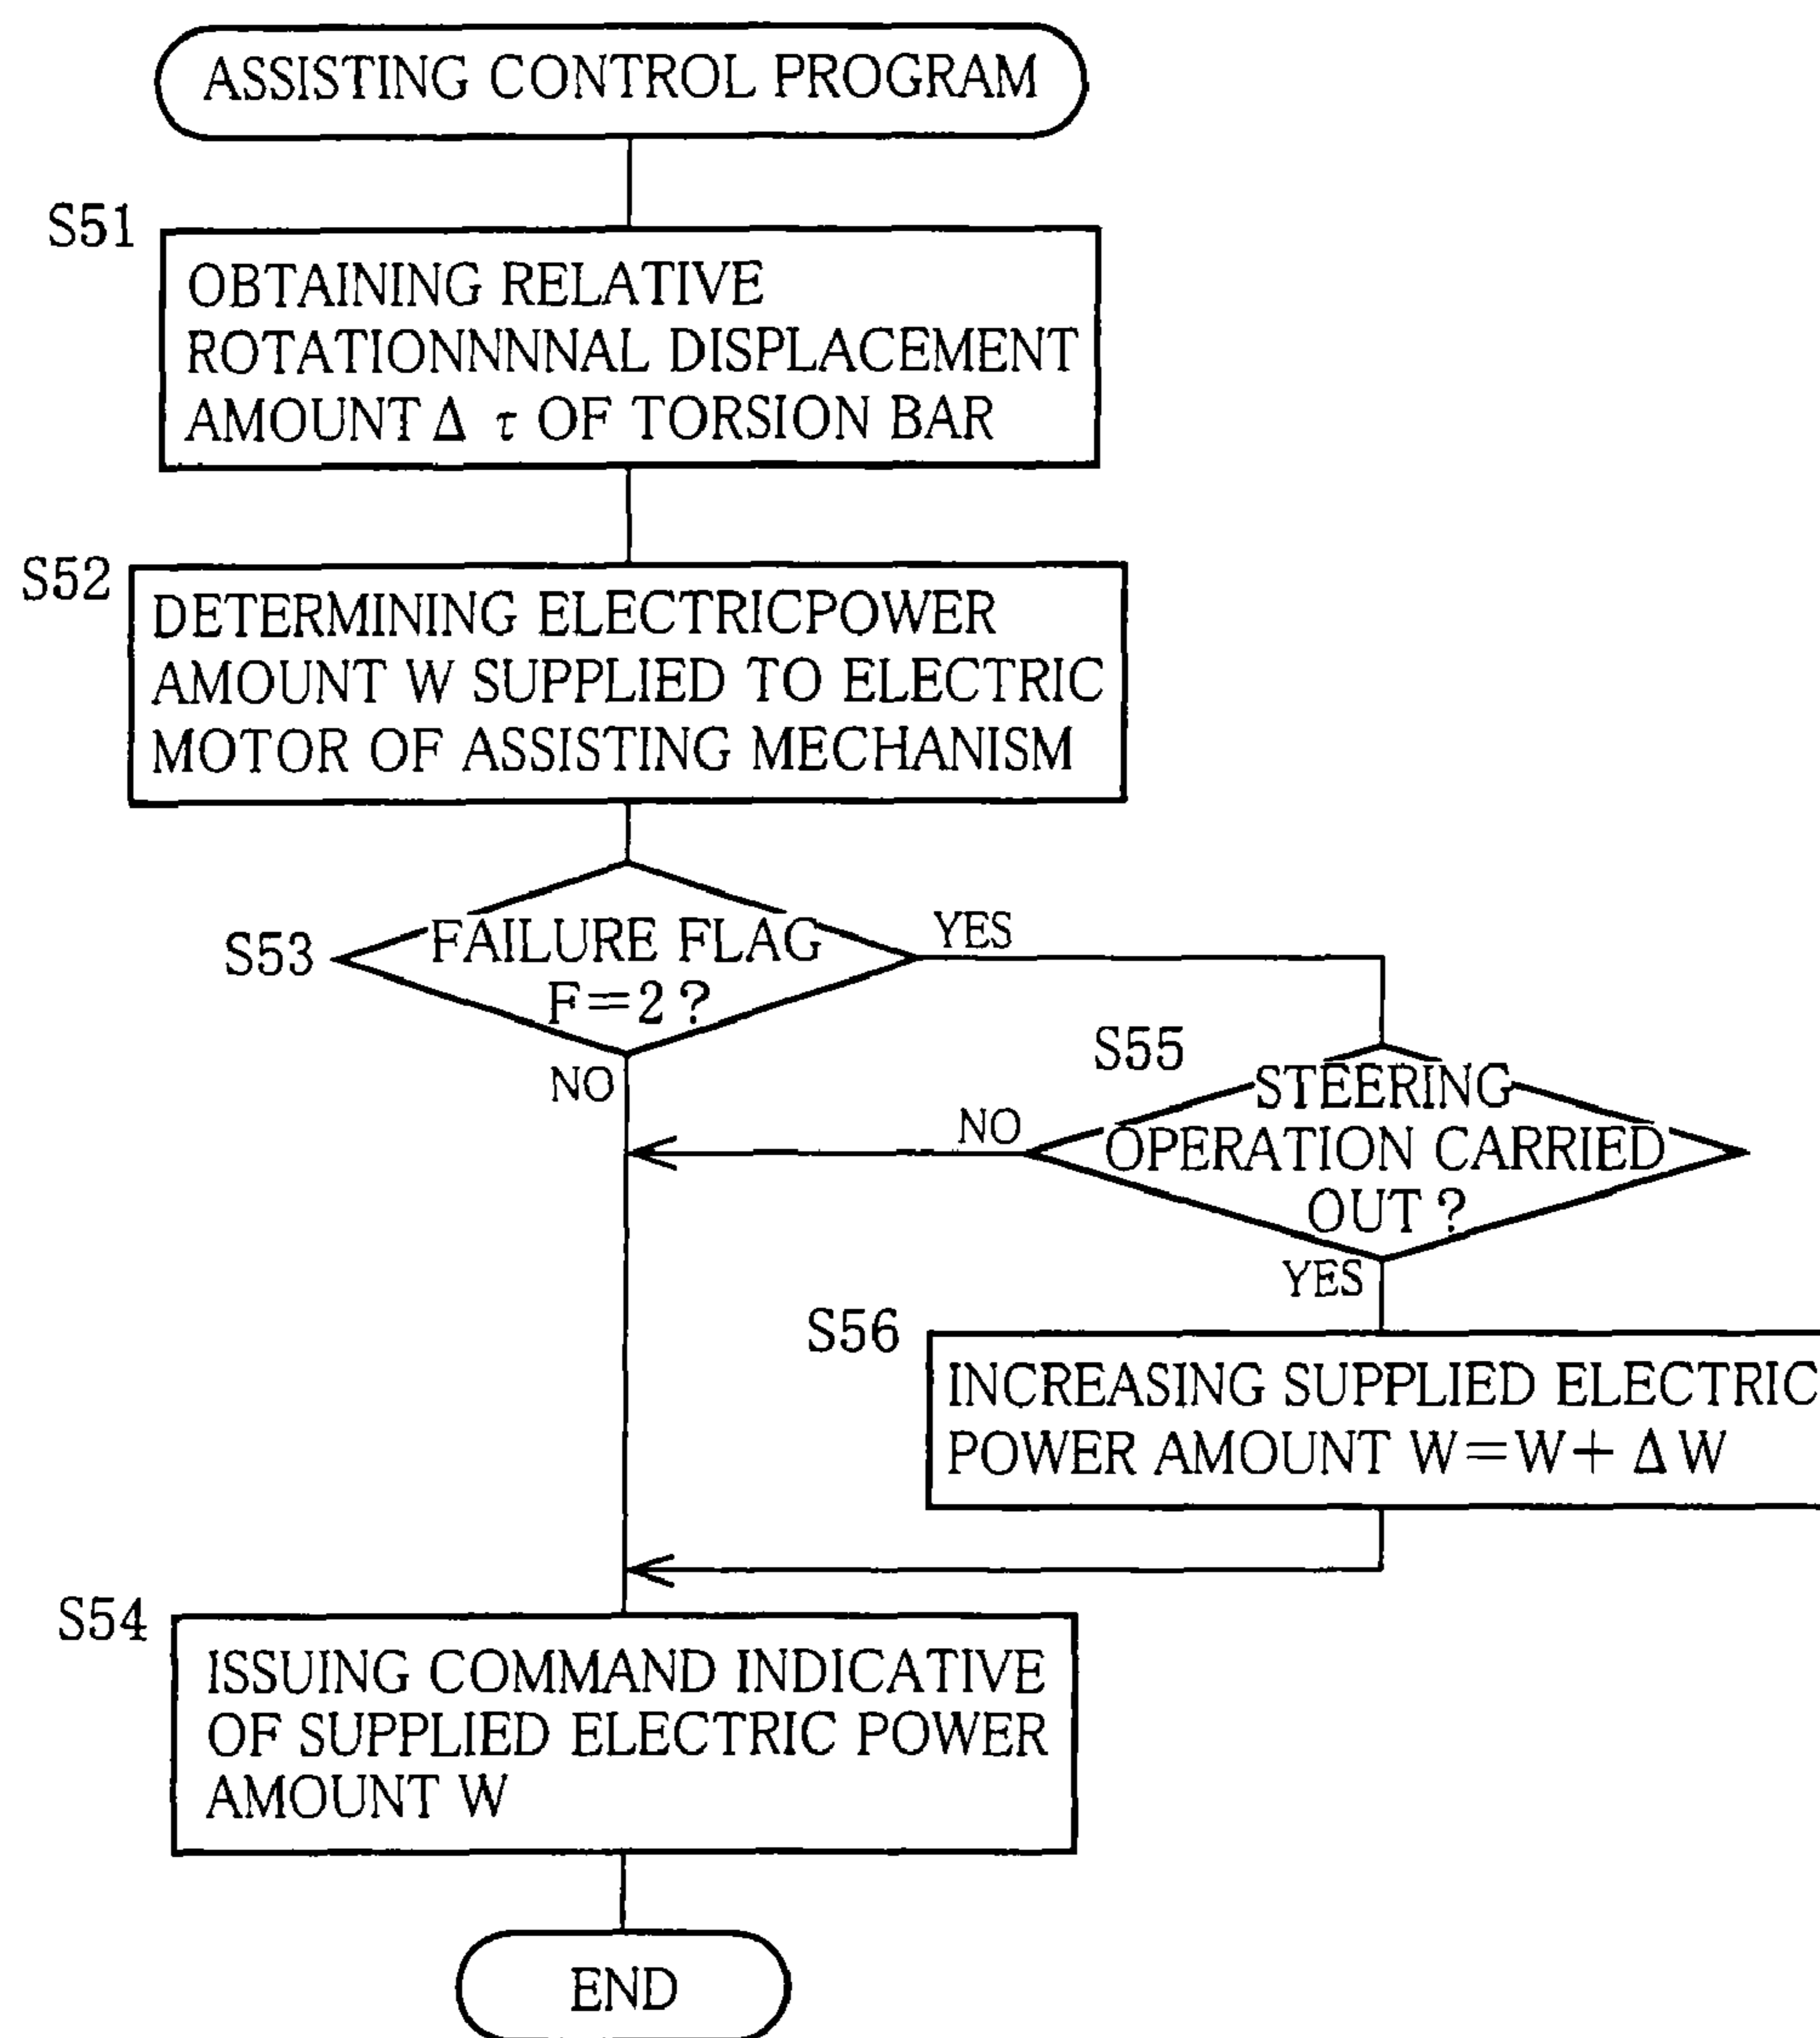 ASSISTING CONTROL PROGRAM
S51
OBTAINING RELATIVE
ROTATIONNNNAL DISPLACEMENT
AMOUNT Δ τ OF TORSION BAR
S52
DETERMINING ELECTRICPOWER
AMOUNT W SUPPLIED TO ELECTRIC
MOTOR OF ASSISTING MECHANISM
S53
FAILURE FLAG
F=2 ?
YES
NO
S55
STEERING
OPERATION CARRIED
OUT ?
NO
YES
S56
INCREASING SUPPLIED ELECTRIC
POWER AMOUNT W=W+ ΔW
S54
ISSUING COMMAND INDICATIVE
OF SUPPLIED ELECTRIC POWER
AMOUNT W
END